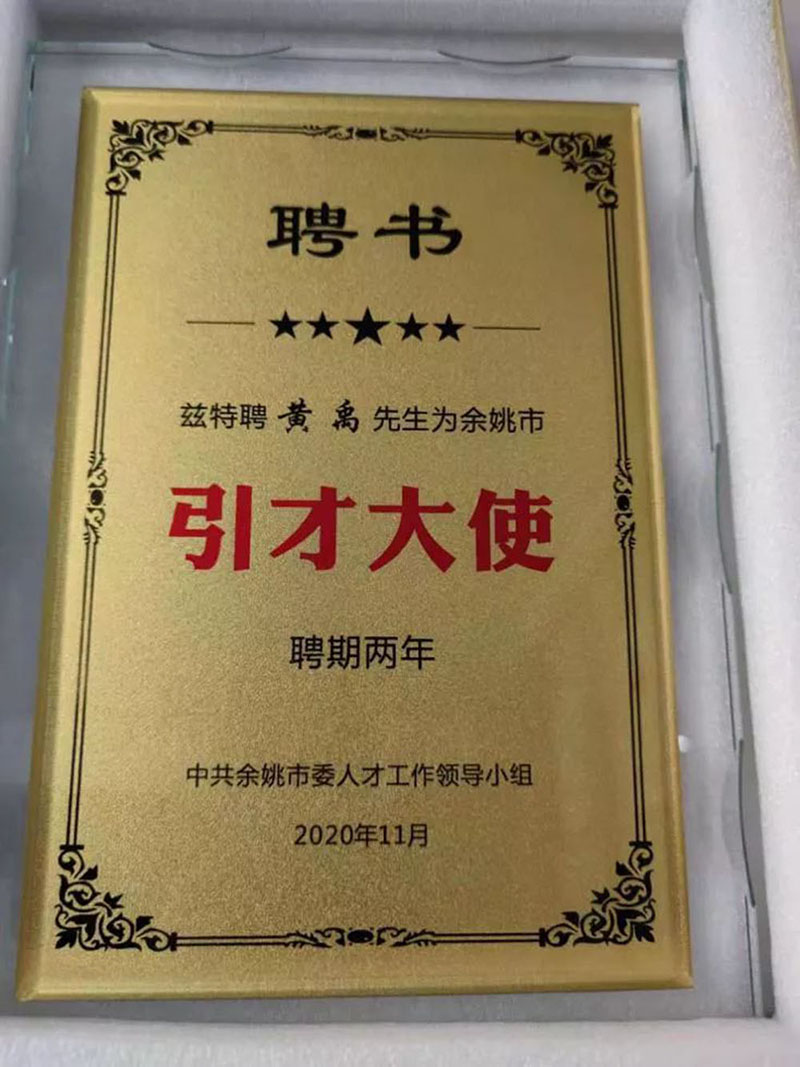 聘书
★★★★★
兹特聘 黄禹 先生为余姚市
引才大使
聘期两年
中共余姚市委人才工作领导小组
2020年11月